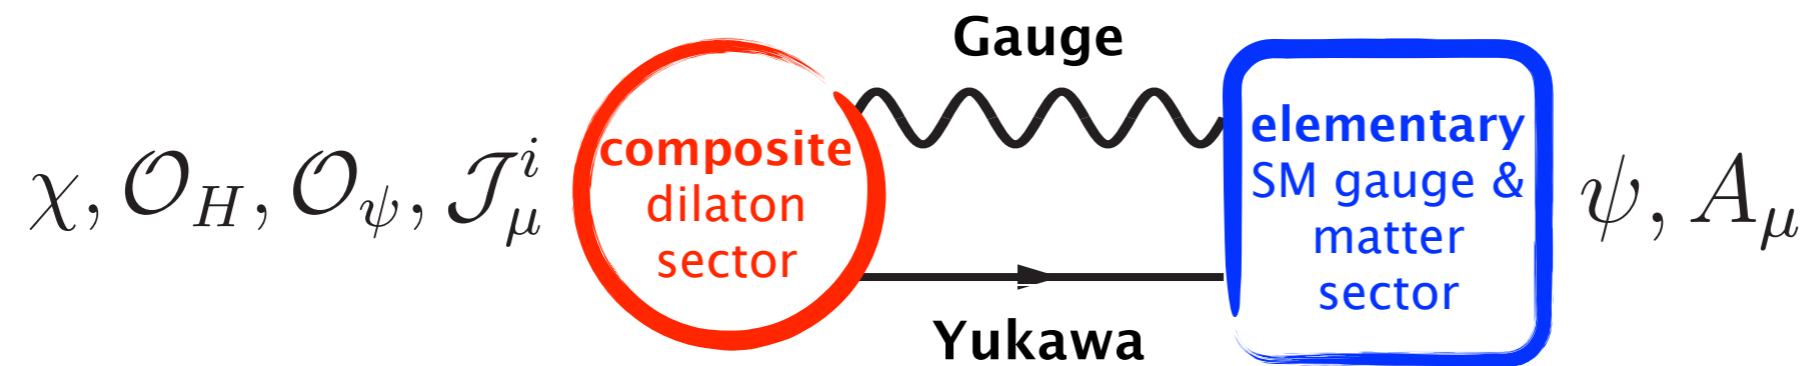 Gauge
χ, 𝒪_H, 𝒪_ψ, 𝒥^i_μ
composite
dilaton
sector
elementary
SM gauge &
matter
sector
ψ, A_μ
Yukawa